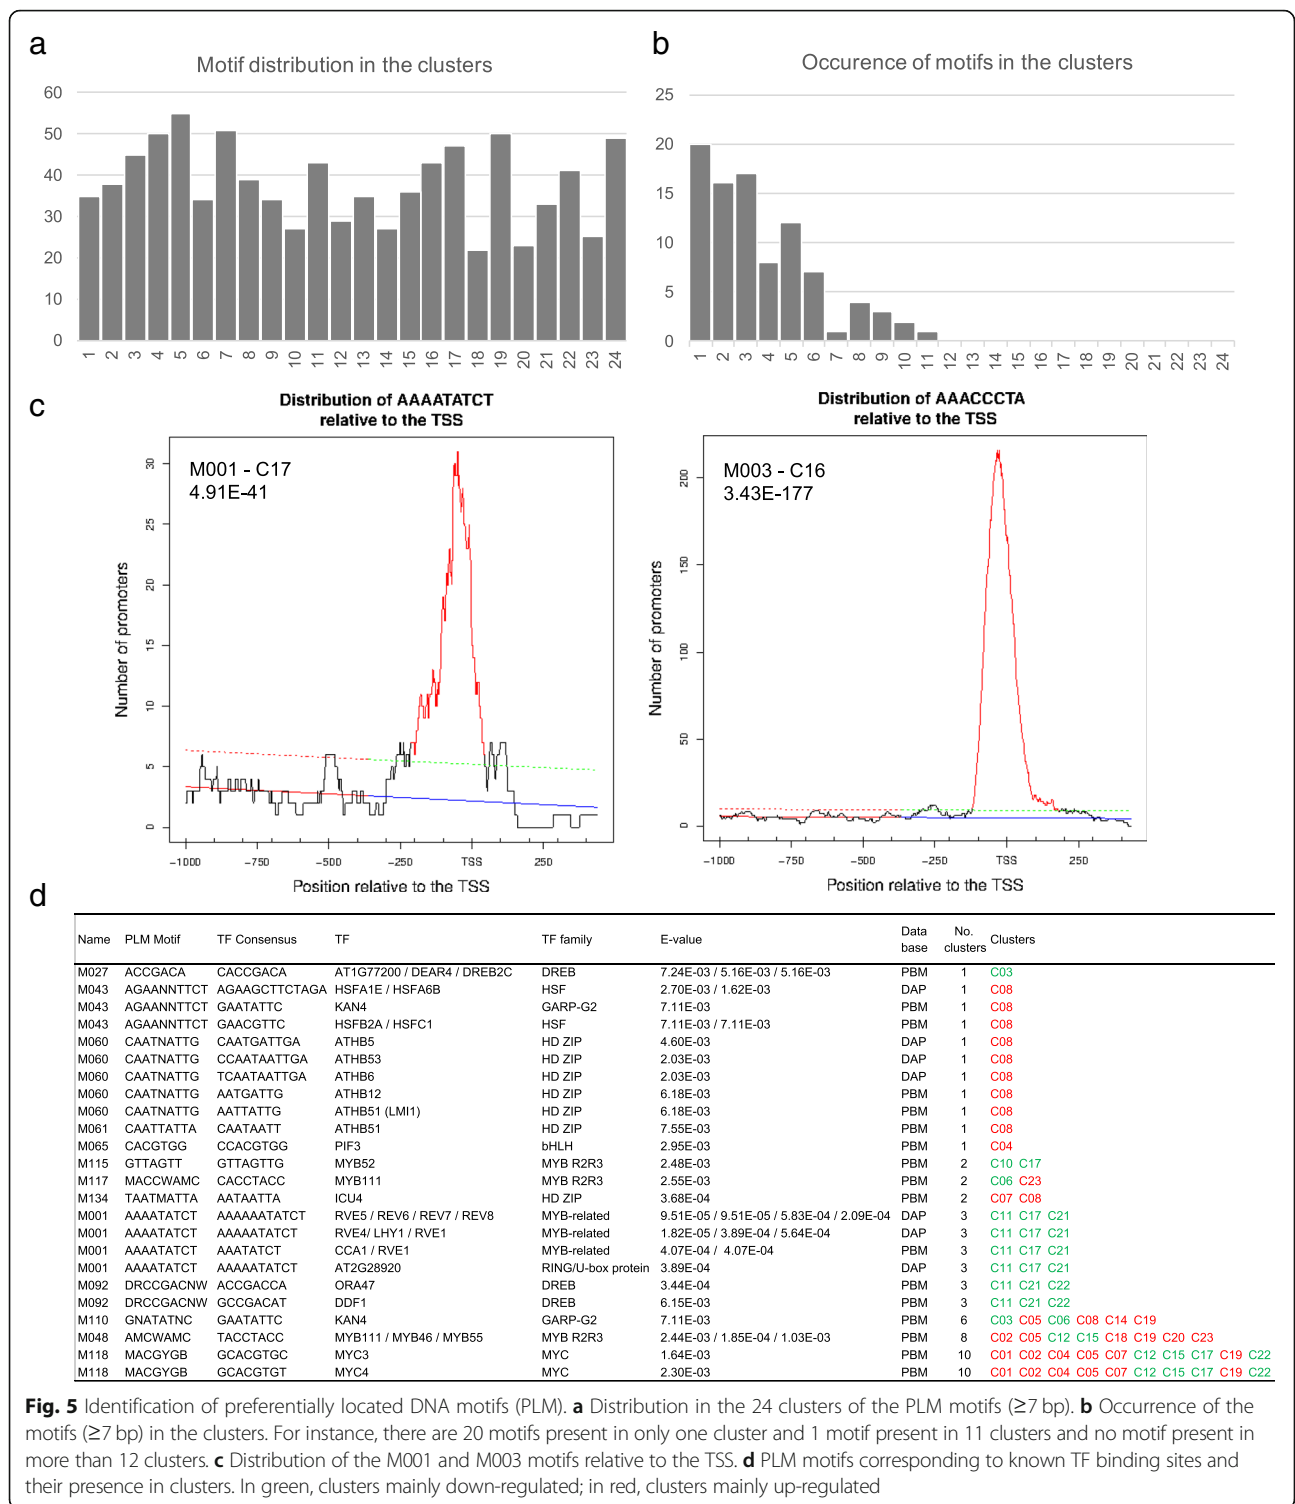 a
Motif distribution in the clusters
60
50
40
30
20
10
0
1 2 3 4 5 6 7 8 9 10 11 12 13 14 15 16 17 18 19 20 21 22 23 24
b
Occurence of motifs in the clusters
25
20
15
10
5
0
1 2 3 4 5 6 7 8 9 10 11 12 13 14 15 16 17 18 19 20 21 22 23 24
c
Distribution of AAAATATCT
relative to the TSS
M001 - C17
4.91E-41
Number of promoters
30
25
20
15
10
5
0
-1000 -750 -500 -250 TSS 250
Position relative to the TSS
Distribution of AAACCCTA
relative to the TSS
M003 - C16
3.43E-177
Number of promoters
200
150
100
50
0
-1000 -750 -500 -250 TSS 250
Position relative to the TSS
d
Name PLM Motif TF Consensus TF TF family E-value Data base No. clusters Clusters
M027 ACCGACA CACCGACA AT1G77200 / DEAR4 / DREB2C DREB 7.24E-03 / 5.16E-03 / 5.16E-03 PBM 1 C03
M043 AGAANNTTCT AGAAGCTTCTAGA HSFA1E / HSFA6B HSF 2.70E-03 / 1.62E-03 DAP 1 C08
M043 AGAANNTTCT GAATATTC KAN4 GARP-G2 7.11E-03 PBM 1 C08
M043 AGAANNTTCT GAACGTTC HSFB2A / HSFC1 HSF 7.11E-03 / 7.11E-03 PBM 1 C08
M060 CAATNATTG CAATGATTGA ATHB5 HD ZIP 4.60E-03 DAP 1 C08
M060 CAATNATTG CCAATAATTGA ATHB53 HD ZIP 2.03E-03 DAP 1 C08
M060 CAATNATTG TCAATAATTGA ATHB6 HD ZIP 2.03E-03 DAP 1 C08
M060 CAATNATTG AATGATTG ATHB12 HD ZIP 6.18E-03 PBM 1 C08
M060 CAATNATTG AATTATTG ATHB51 (LMI1) HD ZIP 6.18E-03 PBM 1 C08
M061 CAATTATTA CAATAATT ATHB51 HD ZIP 7.55E-03 PBM 1 C08
M065 CACGTGG CCACGTGG PIF3 bHLH 2.95E-03 PBM 1 C04
M115 GTTAGTT GTTAGTTG MYB52 MYB R2R3 2.48E-03 PBM 2 C10 C17
M117 MACCWAMC CACCTACC MYB111 MYB R2R3 2.55E-03 PBM 2 C06 C23
M134 TAATMATTA AATAATTA ICU4 HD ZIP 3.68E-04 PBM 2 C07 C08
M001 AAAATATCT AAAAAATATCT RVE5 / REV6 / REV7 / REV8 MYB-related 9.51E-05 / 9.51E-05 / 5.83E-04 / 2.09E-04 DAP 3 C11 C17 C21
M001 AAAATATCT AAAAATATCT RVE4/ LHY1 / RVE1 MYB-related 1.82E-05 / 3.89E-04 / 5.64E-04 DAP 3 C11 C17 C21
M001 AAAATATCT AAATATCT CCA1 / RVE1 MYB-related 4.07E-04 / 4.07E-04 PBM 3 C11 C17 C21
M001 AAAATATCT AAAAATATCT AT2G28920 RING/U-box protein 3.89E-04 DAP 3 C11 C17 C21
M092 DRCCGACNW ACCGACCA ORA47 DREB 3.44E-04 PBM 3 C11 C21 C22
M092 DRCCGACNW GCCGACAT DDF1 DREB 6.15E-03 PBM 3 C11 C21 C22
M110 GNATATNC GAATATTC KAN4 GARP-G2 7.11E-03 PBM 6 C03 C05 C06 C08 C14 C19
M048 AMCWAMC TACCTACC MYB111 / MYB46 / MYB55 MYB R2R3 2.44E-03 / 1.85E-04 / 1.03E-03 PBM 8 C02 C05 C12 C15 C18 C19 C20 C23
M118 MACGYGB GCACGTGC MYC3 MYC 1.64E-03 PBM 10 C01 C02 C04 C05 C07 C12 C15 C17 C19 C22
M118 MACGYGB GCACGTGT MYC4 MYC 2.30E-03 PBM 10 C01 C02 C04 C05 C07 C12 C15 C17 C19 C22
Fig. 5 Identification of preferentially located DNA motifs (PLM). a Distribution in the 24 clusters of the PLM motifs (≥7 bp). b Occurrence of the
motifs (≥7 bp) in the clusters. For instance, there are 20 motifs present in only one cluster and 1 motif present in 11 clusters and no motif present in
more than 12 clusters. c Distribution of the M001 and M003 motifs relative to the TSS. d PLM motifs corresponding to known TF binding sites and
their presence in clusters. In green, clusters mainly down-regulated; in red, clusters mainly up-regulated